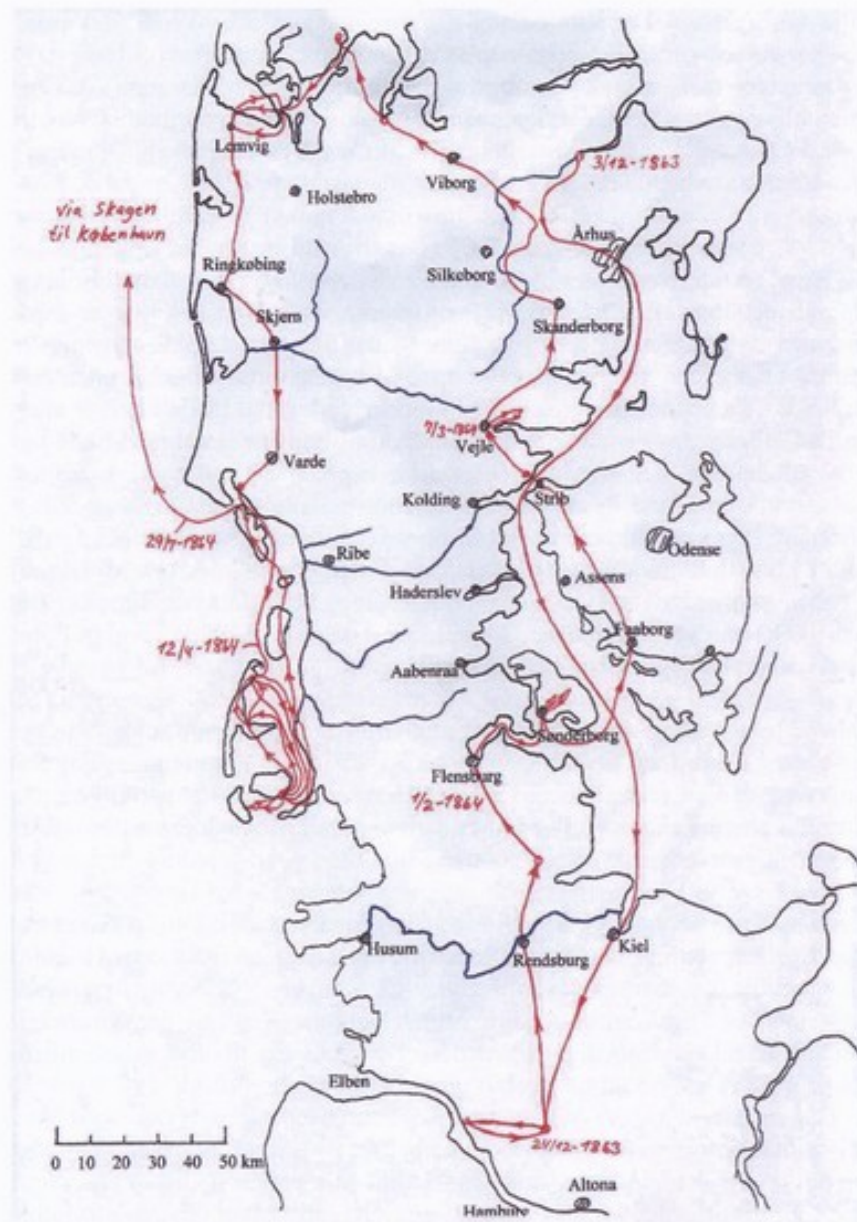 Lemvig
Viborg
3/12-1863
Holstebro
via Skagen
til København
Århus
Silkeborg
Ringkøbing
Skanderborg
Skjern
7/3-1864
Vejle
Varde
Kolding
Strib
29/7-1864
Odense
Ribe
Assens
Haderslev
12/4-1864
Faaborg
Aabenraa
Sønderborg
Flensburg
7/2-1864
Husum
Rendsburg
Kiel
Elben
24/12-1863
0 10 20 30 40 50 km
Altona
Hamburg